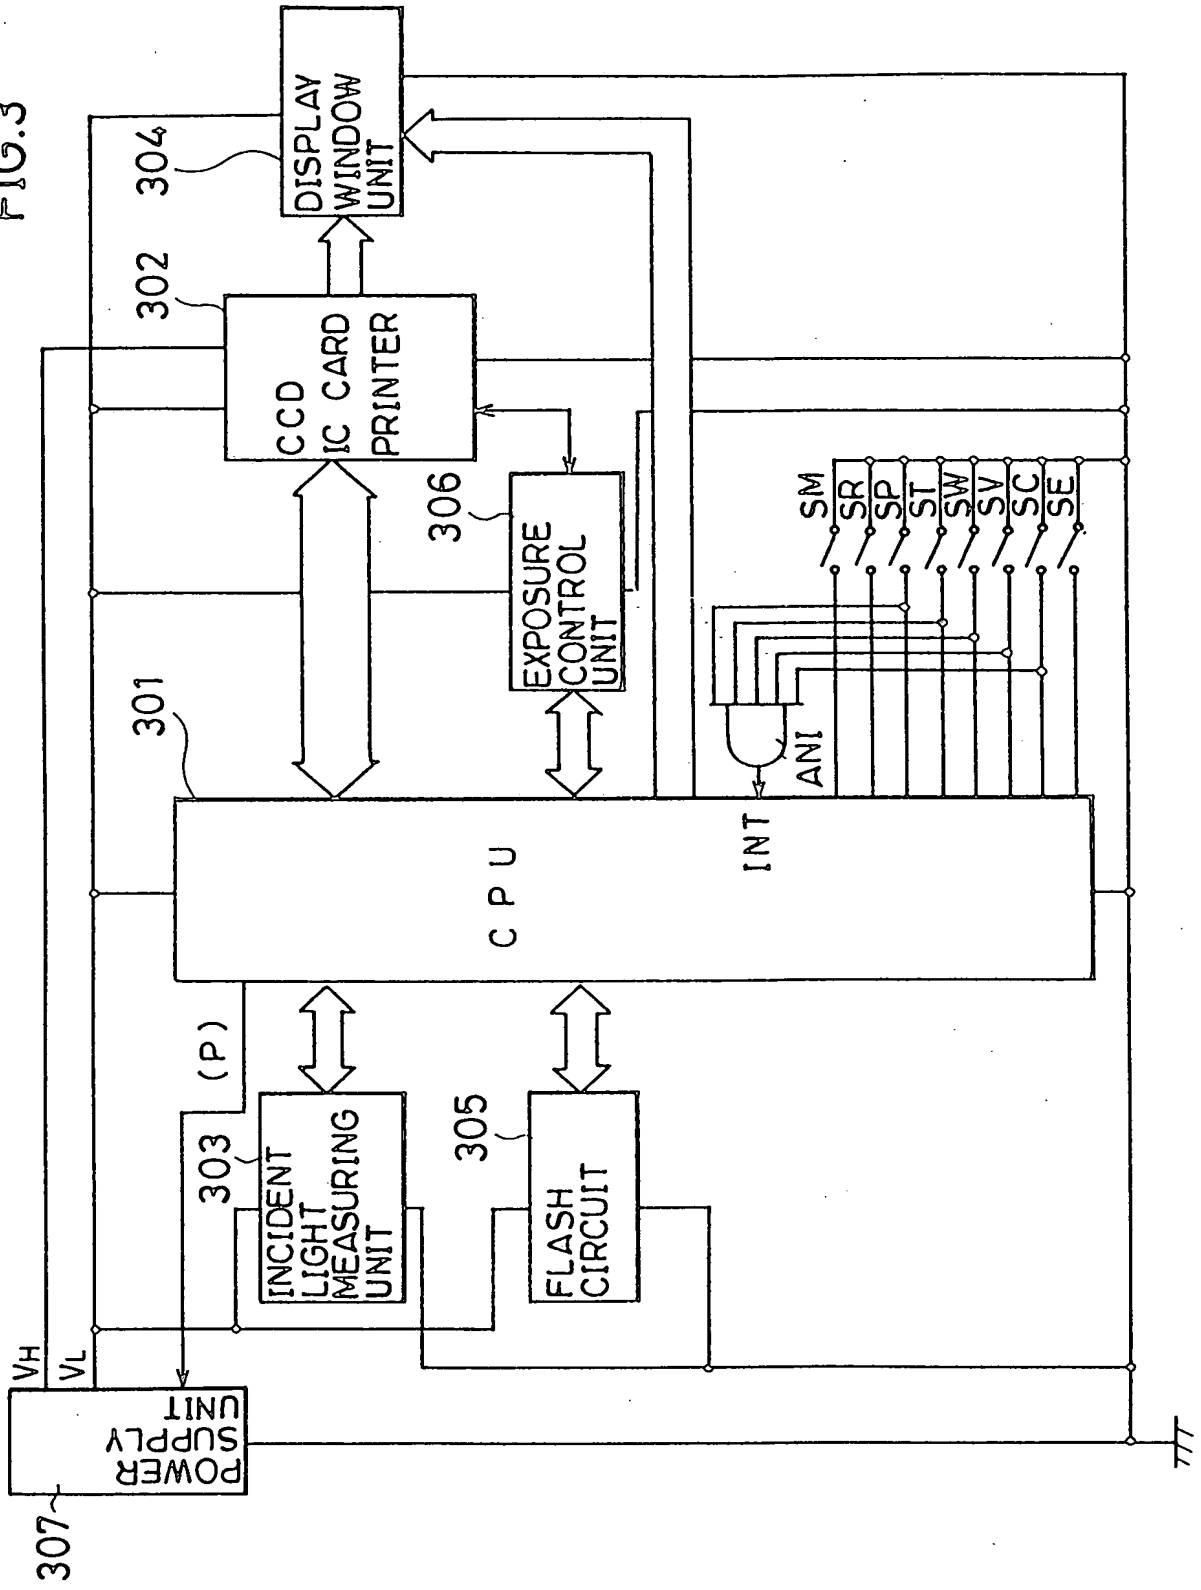 FIG.3
307
POWER
SUPPLY
UNIT
VH
VL
(P)
303
INCIDENT
LIGHT
MEASURING
UNIT
305
FLASH
CIRCUIT
301
CPU
INT
ANI
302
CCD
IC CARD
PRINTER
304
DISPLAY
WINDOW
UNIT
306
EXPOSURE
CONTROL
UNIT
SM
SR
SP
ST
SW
SV
SC
SE